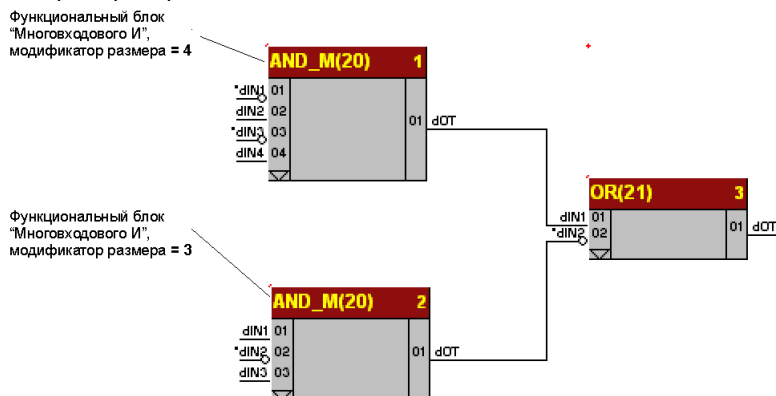 Функциональный блок
“Многовходового И”,
модификатор размера = 4
AND_M(20) 1
*dIN1 01
dIN2 02
*dIN3 03
dIN4 04
01 dOT
Функциональный блок
“Многовходового И”,
модификатор размера = 3
AND_M(20) 2
dIN1 01
*dIN2 02
dIN3 03
01 dOT
OR(21) 3
dIN1 01
*dIN2 02
01 dOT